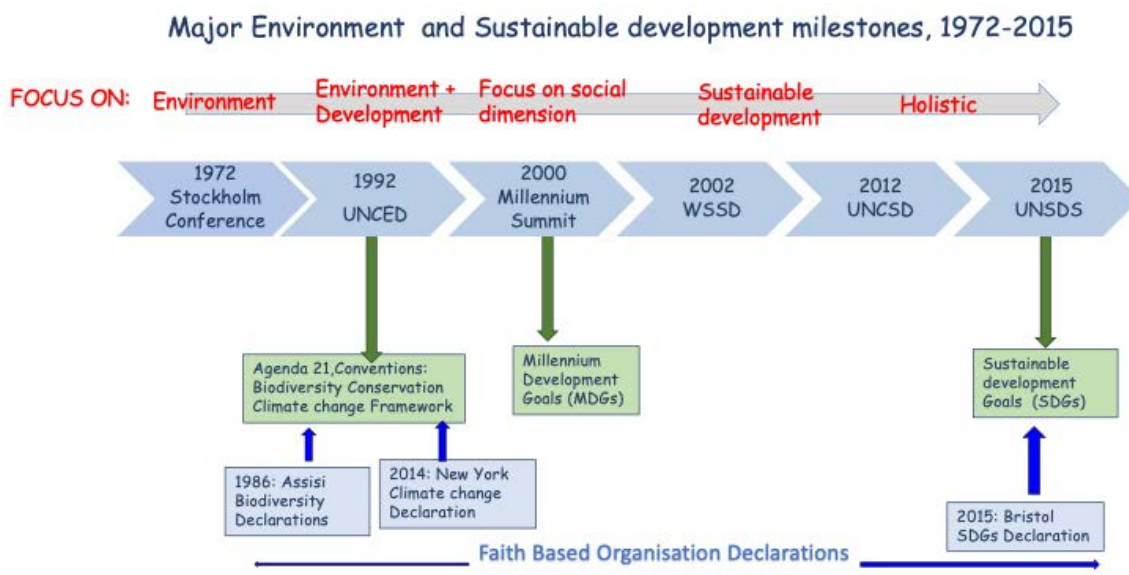 Major Environment and Sustainable development milestones, 1972-2015
FOCUS ON:
Environment
Environment +
Development
Focus on social
dimension
Sustainable
development
Holistic
1972
Stockholm
Conference
1992
UNCED
2000
Millennium
Summit
2002
WSSD
2012
UNCSD
2015
UNSDS
Agenda 21,Conventions:
Biodiversity Conservation
Climate change Framework
Millennium
Development
Goals (MDGs)
Sustainable
development
Goals (SDGs)
1986: Assisi
Biodiversity
Declarations
2014: New York
Climate change
Declaration
2015: Bristol
SDGs Declaration
Faith Based Organisation Declarations